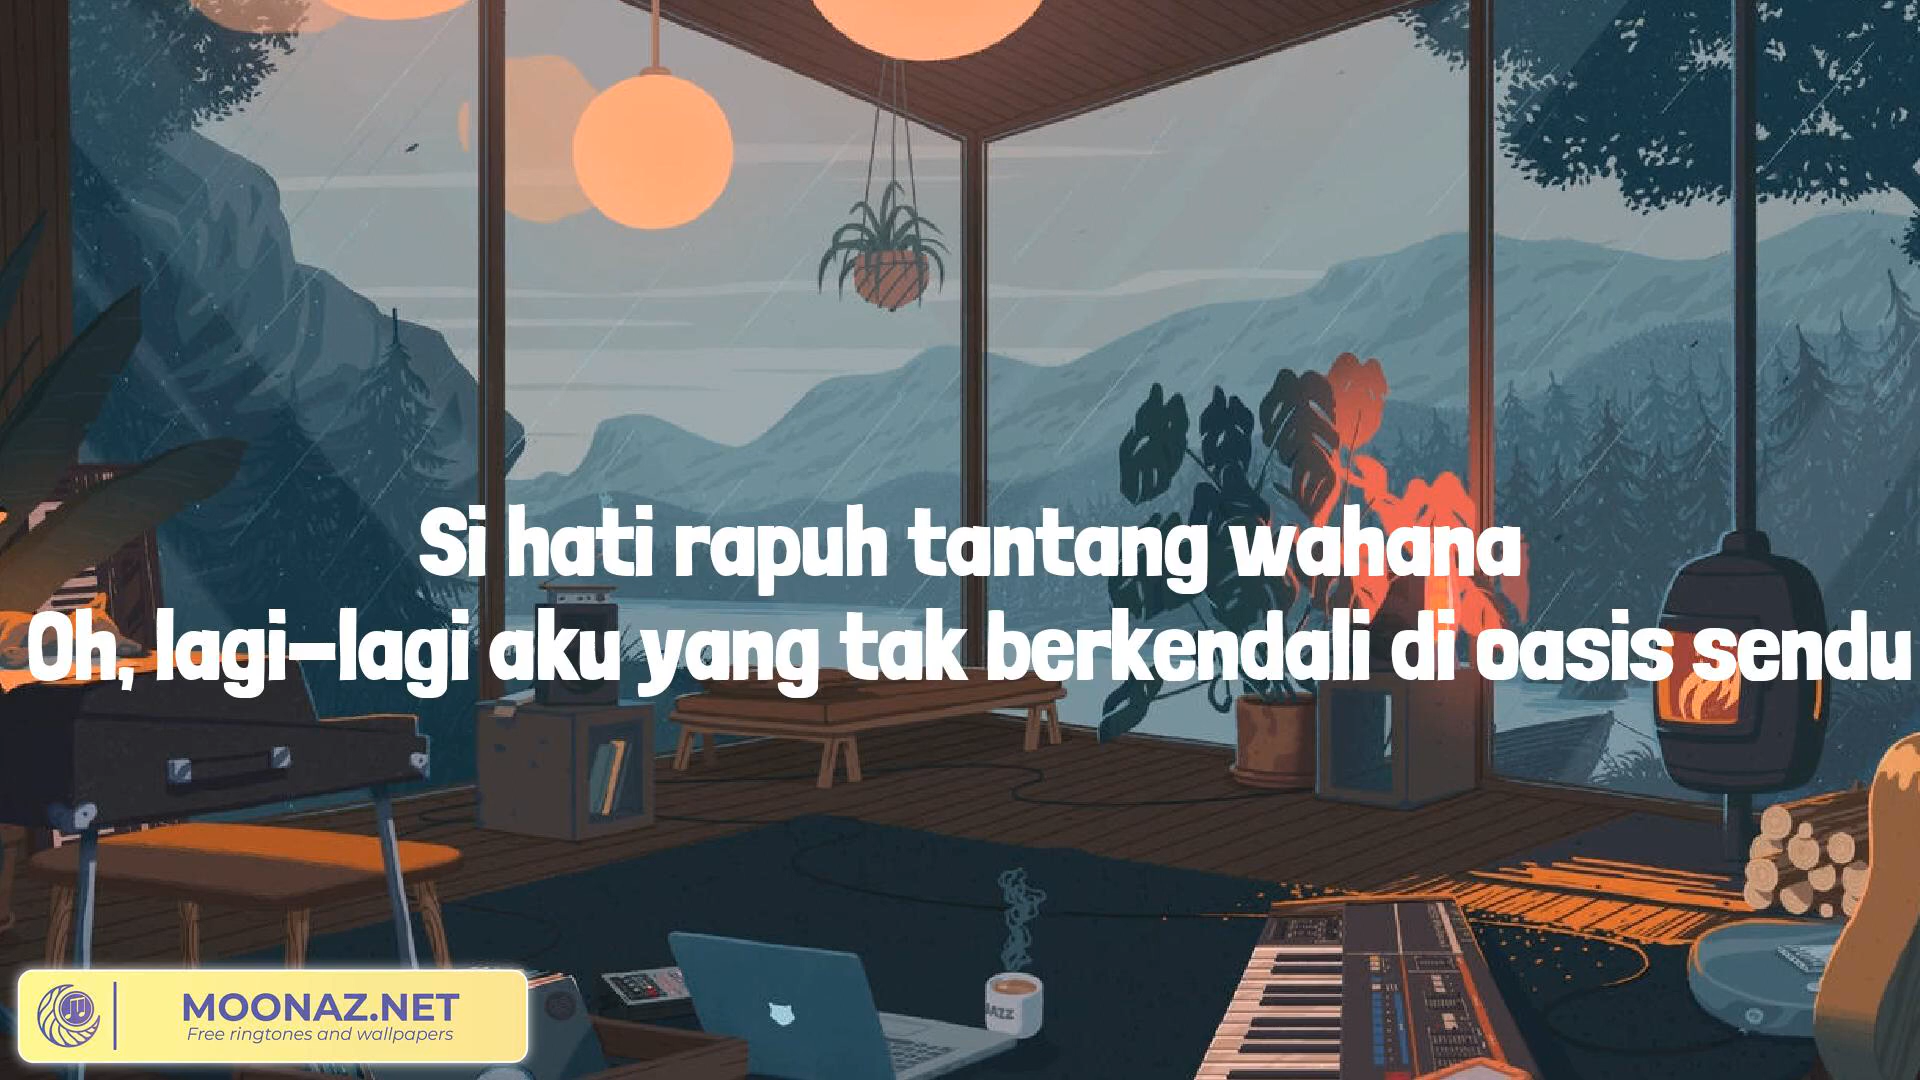 Si hati rapuh tantang wahana
Oh, lagi-lagi aku yang tak berkendali di oasis sendu
MOONAZ.NET
Free ringtones and wallpapers
JAZZ